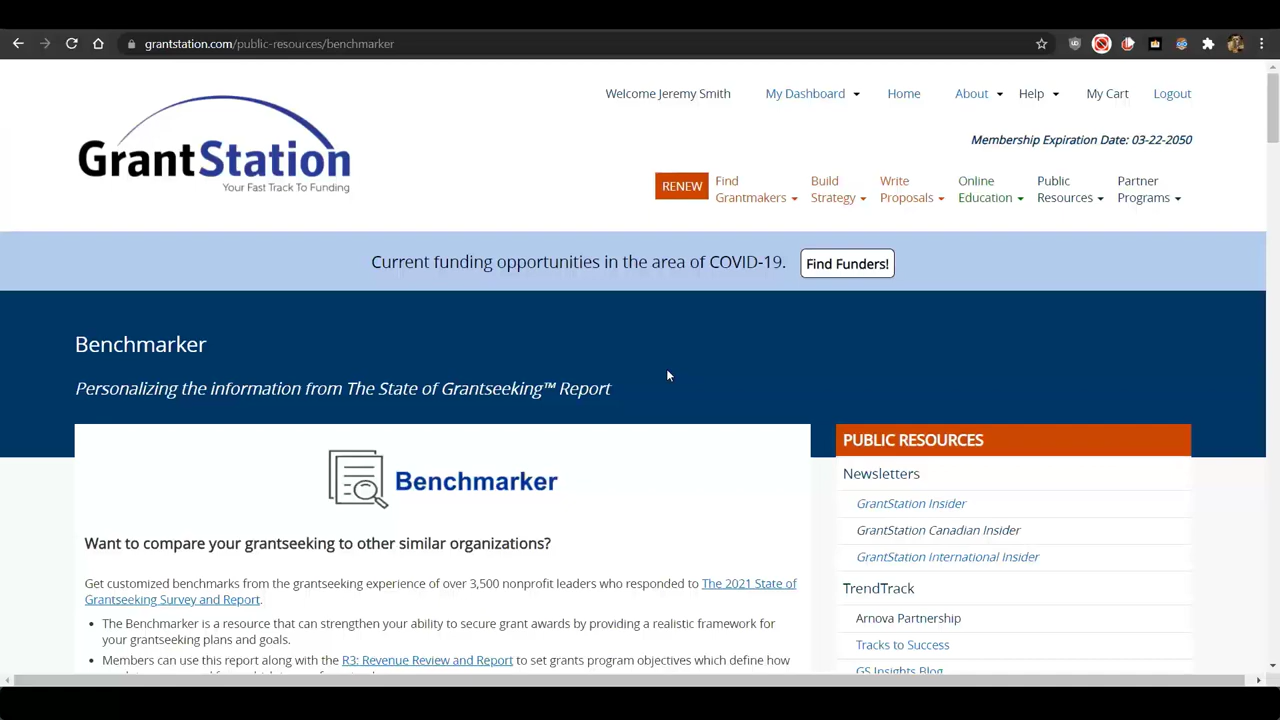 grantstation.com/public-resources/benchmarker
Welcome Jeremy Smith My Dashboard Home About Help My Cart Logout
GrantStation
Your Fast Track To Funding
Membership Expiration Date: 03-22-2050
RENEW
Find Grantmakers
Build Strategy
Write Proposals
Online Education
Public Resources
Partner Programs
Current funding opportunities in the area of COVID-19. Find Funders!
Benchmarker
Personalizing the information from The State of Grantseeking™ Report
Benchmarker
Want to compare your grantseeking to other similar organizations?
Get customized benchmarks from the grantseeking experience of over 3,500 nonprofit leaders who responded to The 2021 State of
Grantseeking Survey and Report.
• The Benchmarker is a resource that can strengthen your ability to secure grant awards by providing a realistic framework for
your grantseeking plans and goals.
• Members can use this report along with the R3: Revenue Review and Report to set grants program objectives which define how
PUBLIC RESOURCES
Newsletters
GrantStation Insider
GrantStation Canadian Insider
GrantStation International Insider
TrendTrack
Arnova Partnership
Tracks to Success
GS Insights Blog